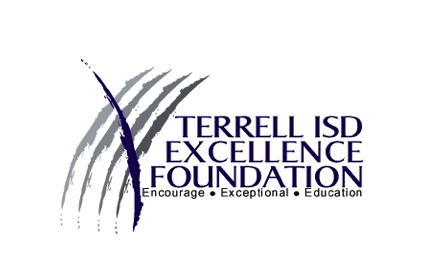 TERRELL ISD
EXCELLENCE
FOUNDATION
Encourage ● Exceptional ● Education